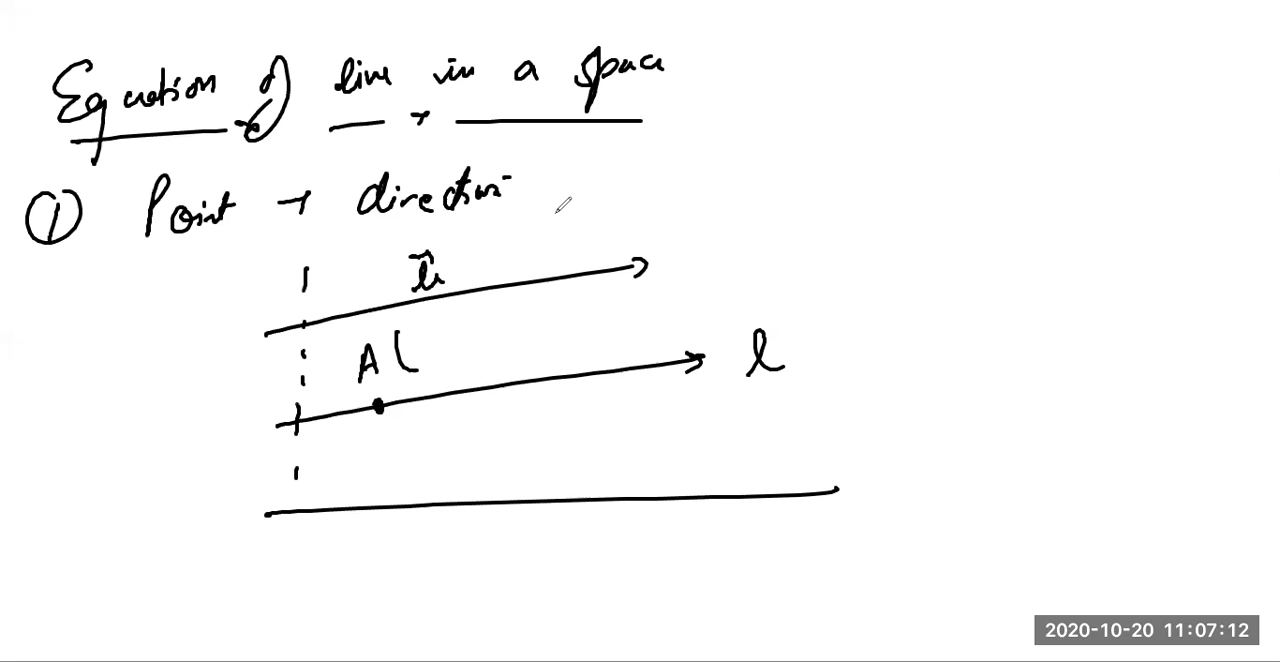 Equation of line in a space
① Point → direction
A (
l
2020-10-20 11:07:12